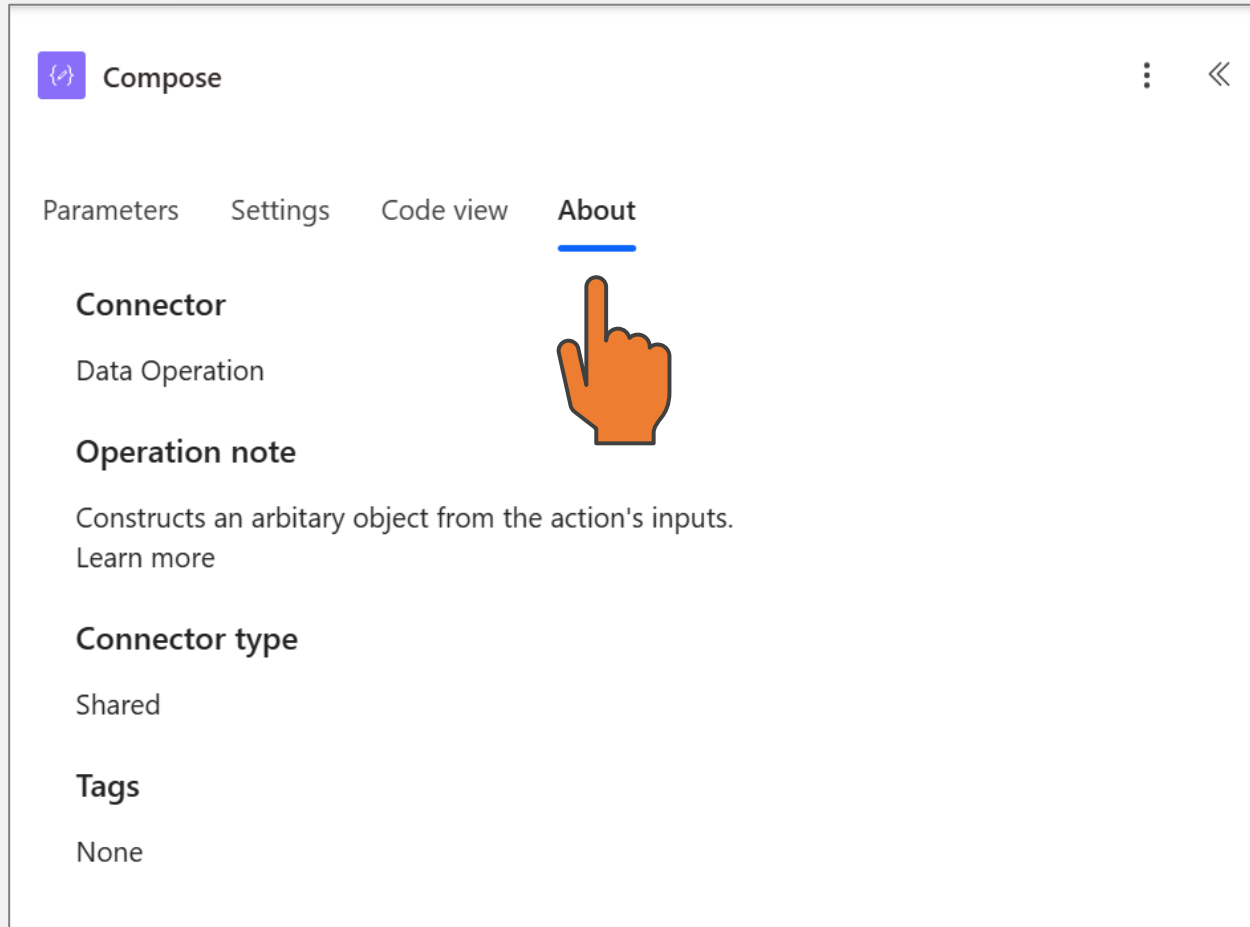 Compose
Parameters Settings Code view About
Connector
Data Operation
Operation note
Constructs an arbitary object from the action's inputs.
Learn more
Connector type
Shared
Tags
None